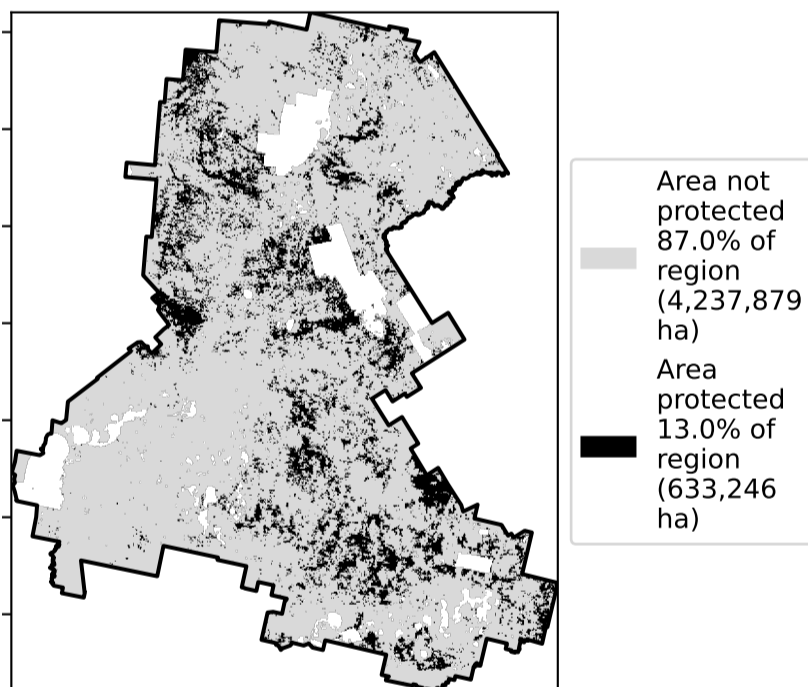 Area not
protected
87.0% of
region
(4,237,879
ha)
Area
protected
13.0% of
region
(633,246
ha)